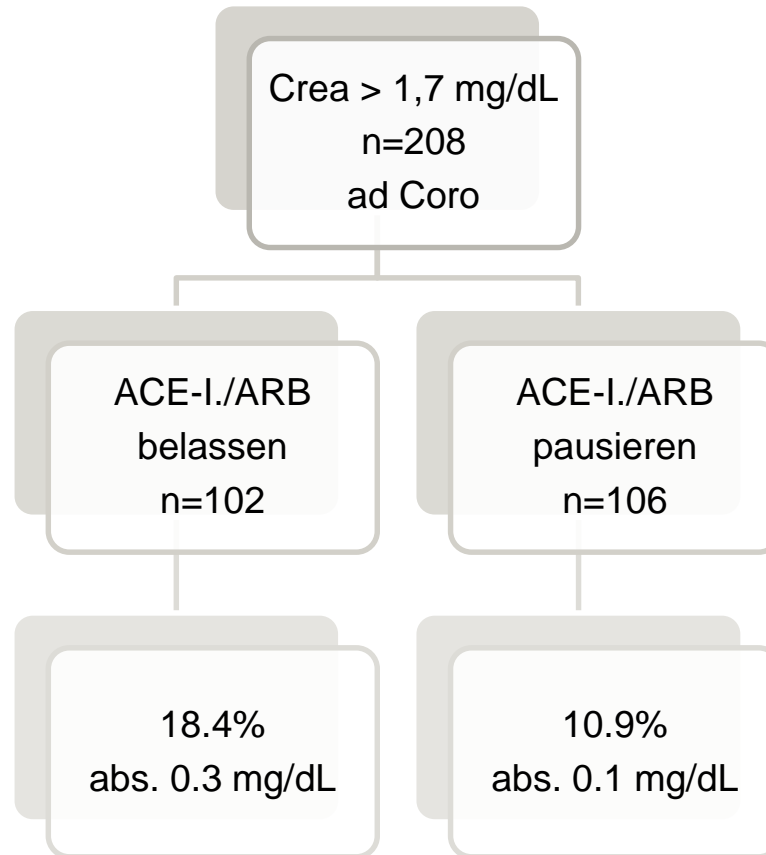 Crea > 1,7 mg/dL
n=208
ad Coro
ACE-I./ARB
belassen
n=102
ACE-I./ARB
pausieren
n=106
18.4%
abs. 0.3 mg/dL
10.9%
abs. 0.1 mg/dL